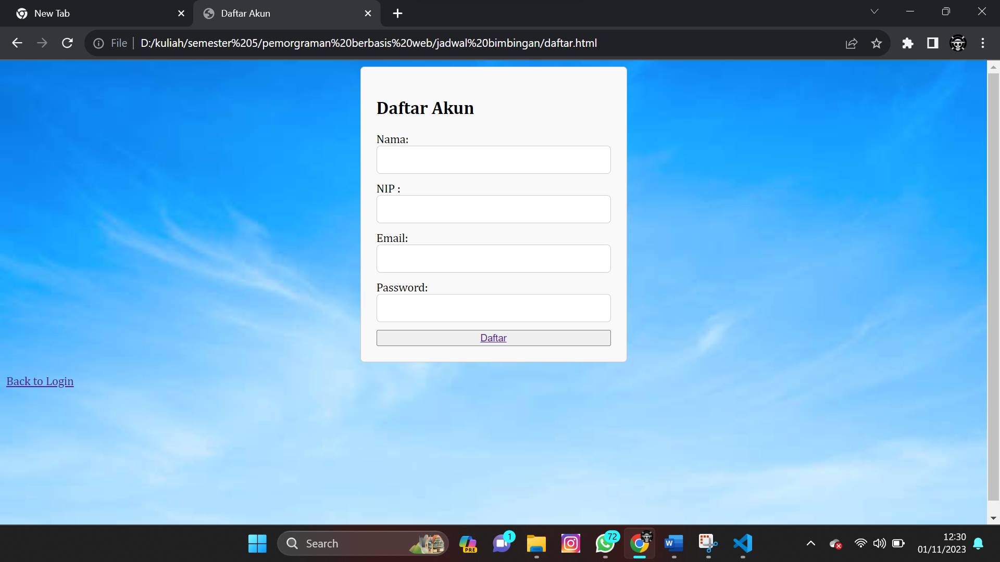 New Tab
Daftar Akun
File
D:/kuliah/semester%205/pemorgraman%20berbasis%20web/jadwal%20bimbingan/daftar.html
Daftar Akun
Nama:
NIP :
Email:
Password:
Daftar
Back to Login
Search
PRE
1
72
W
12:30
01/11/2023